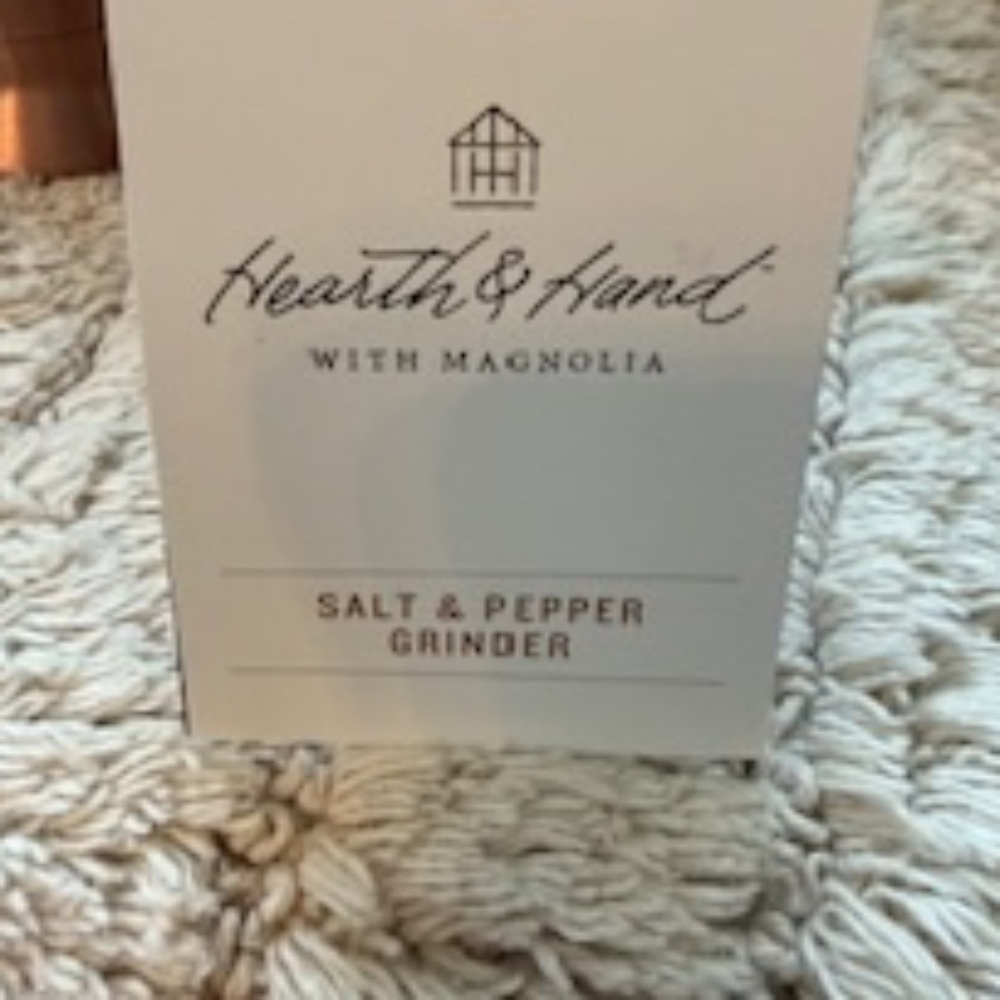 Hearth & Hand
WITH MAGNOLIA
SALT & PEPPER
GRINDER